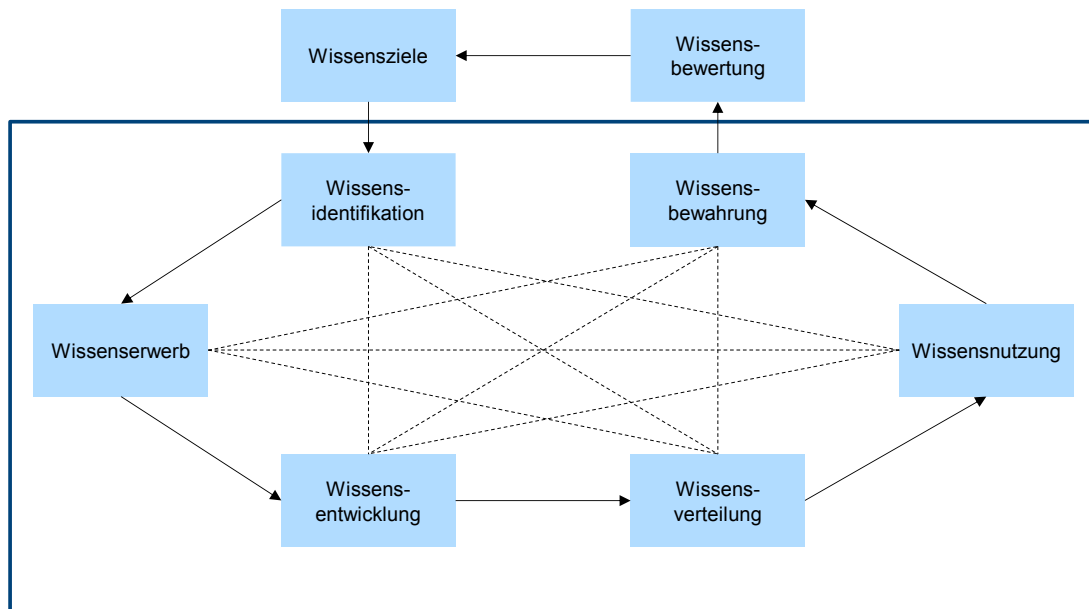 Wissensziele
Wissens-
bewertung
Wissens-
identifikation
Wissens-
bewahrung
Wissenserwerb
Wissensnutzung
Wissens-
entwicklung
Wissens-
verteilung